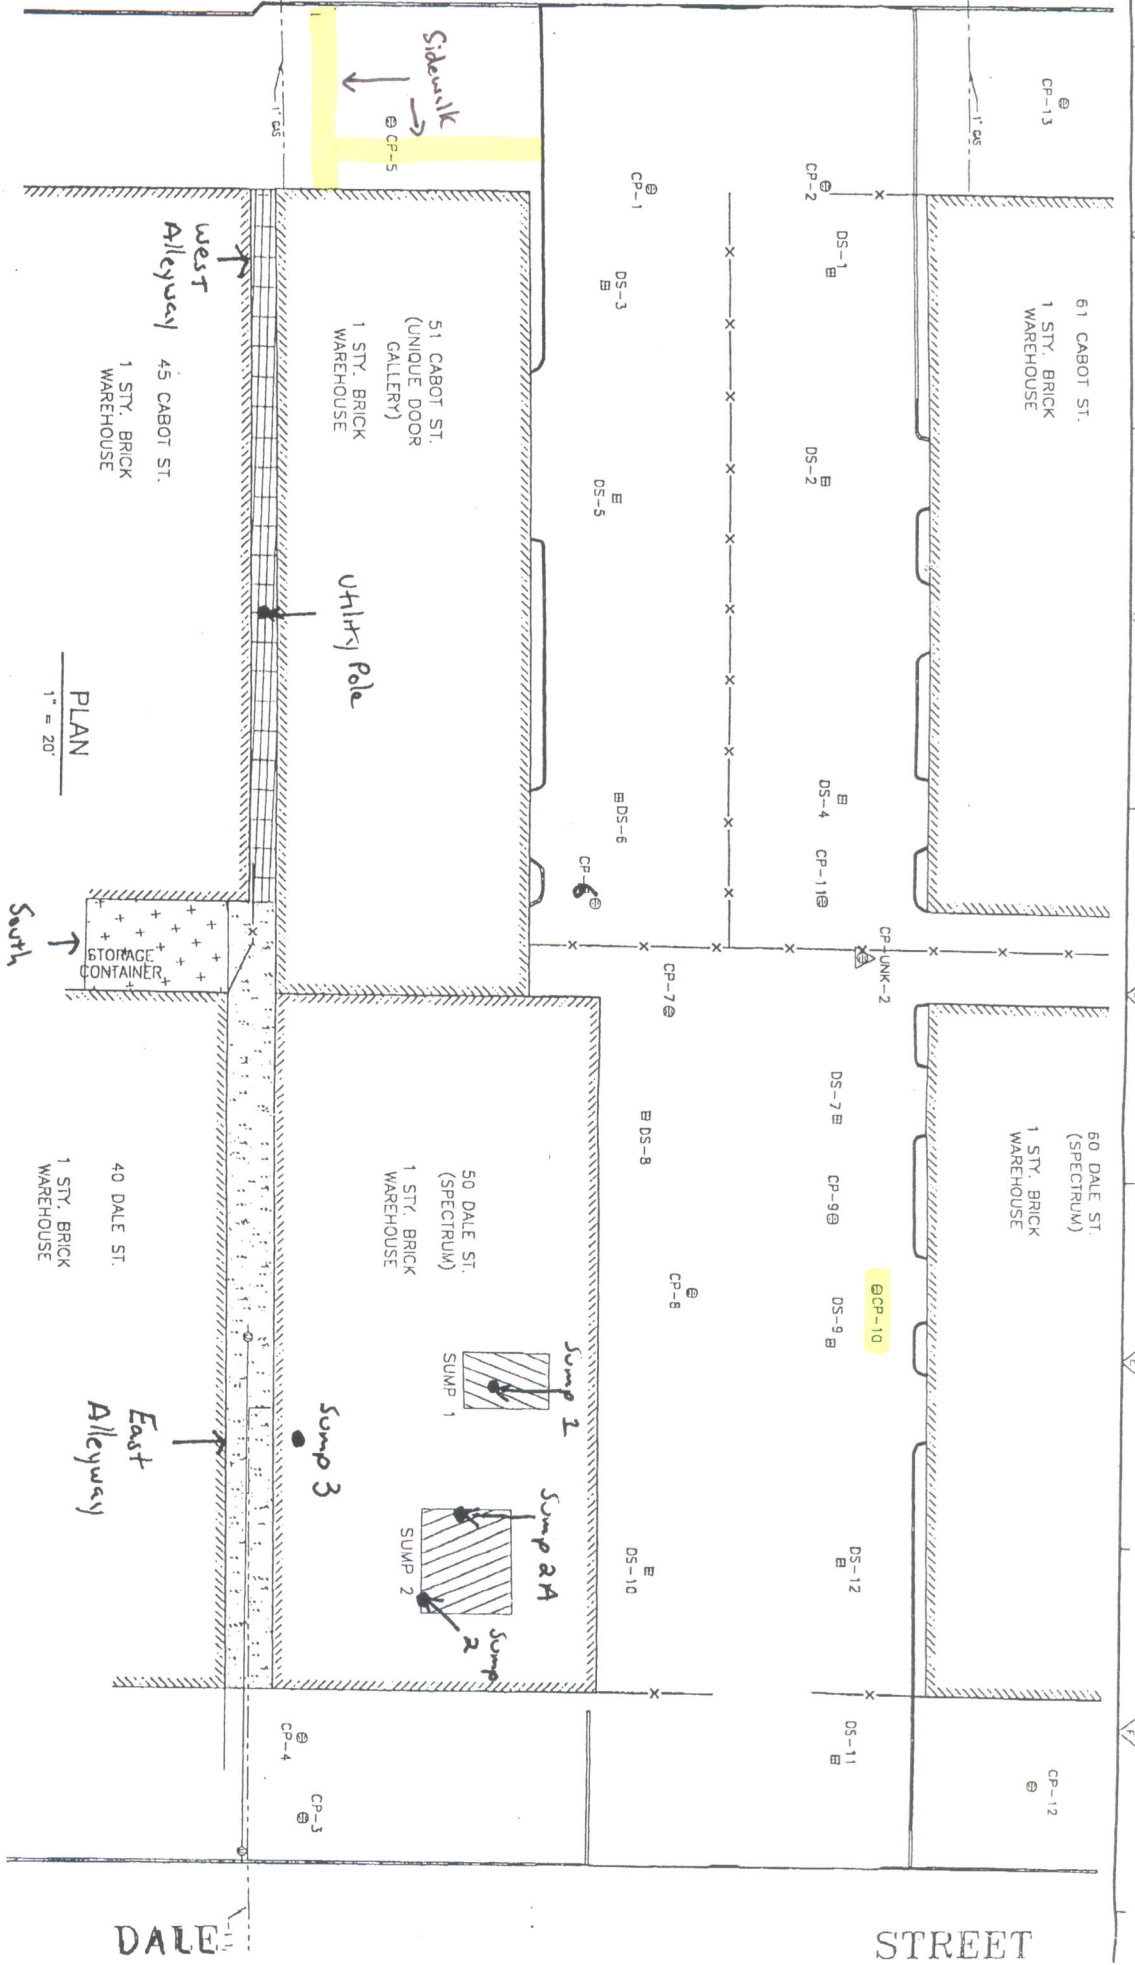 Sidewalk
1" GAS
CP-5
CP-1
CP-2
1" GAS
CP-13
West
Alleyway
45 CABOT ST.
1 STY. BRICK
WAREHOUSE
51 CABOT ST.
(UNIQUE DOOR
GALLERY)
1 STY. BRICK
WAREHOUSE
DS-3
DS-1
61 CABOT ST.
1 STY. BRICK
WAREHOUSE
DS-5
DS-2
Utility Pole
PLAN
1" = 20'
DS-6
CP-6
DS-4
CP-11
South
STORAGE
CONTAINER
CP-UNK-2
CP-7
DS-8
DS-7
CP-9
CP-8
CP-10
DS-9
40 DALE ST.
1 STY. BRICK
WAREHOUSE
50 DALE ST.
(SPECTRUM)
1 STY. BRICK
WAREHOUSE
60 DALE ST.
(SPECTRUM)
1 STY. BRICK
WAREHOUSE
East
Alleyway
Sump 3
SUMP 1
Sump 1
SUMP 2
Sump 2A
Sump
2
DS-10
DS-12
CP-4
CP-3
DS-11
CP-12
E
F
DALE
STREET